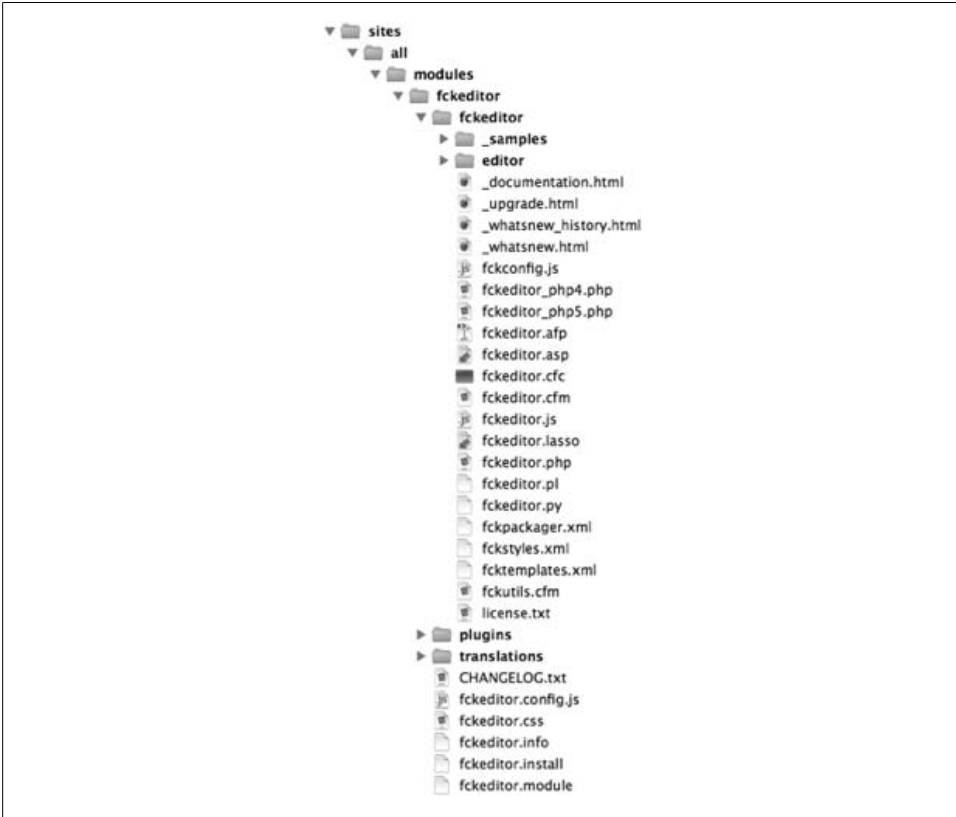 sites
all
modules
fckeditor
fckeditor
_samples
editor
_documentation.html
_upgrade.html
_whatsnew_history.html
_whatsnew.html
fckconfig.js
fckeditor_php4.php
fckeditor_php5.php
fckeditor.afp
fckeditor.asp
fckeditor.cfc
fckeditor.cfm
fckeditor.js
fckeditor.lasso
fckeditor.php
fckeditor.pl
fckeditor.py
fckpackager.xml
fckstyles.xml
fcktemplates.xml
fckutils.cfm
license.txt
plugins
translations
CHANGELOG.txt
fckeditor.config.js
fckeditor.css
fckeditor.info
fckeditor.install
fckeditor.module